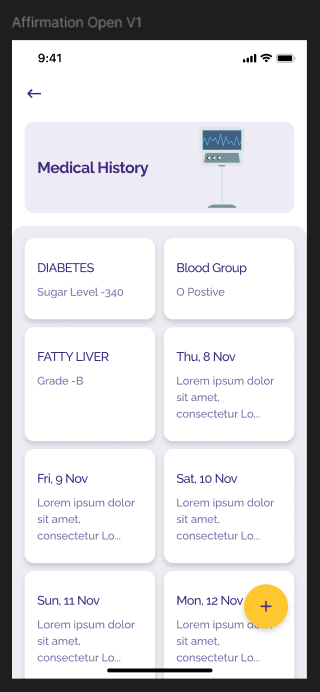 Affirmation Open V1
9:41
Medical History
DIABETES
Sugar Level -340
Blood Group
O Postive
FATTY LIVER
Grade -B
Thu, 8 Nov
Lorem ipsum dolor
sit amet,
consectetur Lo...
Fri, 9 Nov
Lorem ipsum dolor
sit amet,
consectetur Lo...
Sat, 10 Nov
Lorem ipsum dolor
sit amet,
consectetur Lo...
Sun, 11 Nov
Lorem ipsum dolor
sit amet,
consectetur Lo...
Mon, 12 Nov
Lorem ipsum dolor
sit amet,
consectetur Lo...